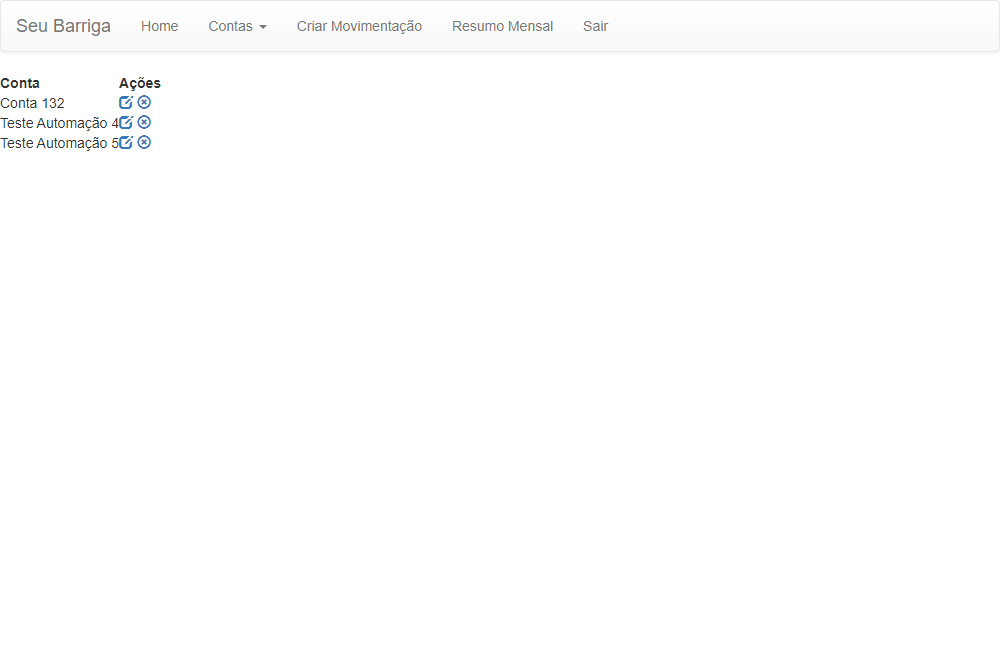 Seu Barriga Home Contas Criar Movimentação Resumo Mensal Sair
Conta Ações
Conta 132
Teste Automação 4
Teste Automação 5